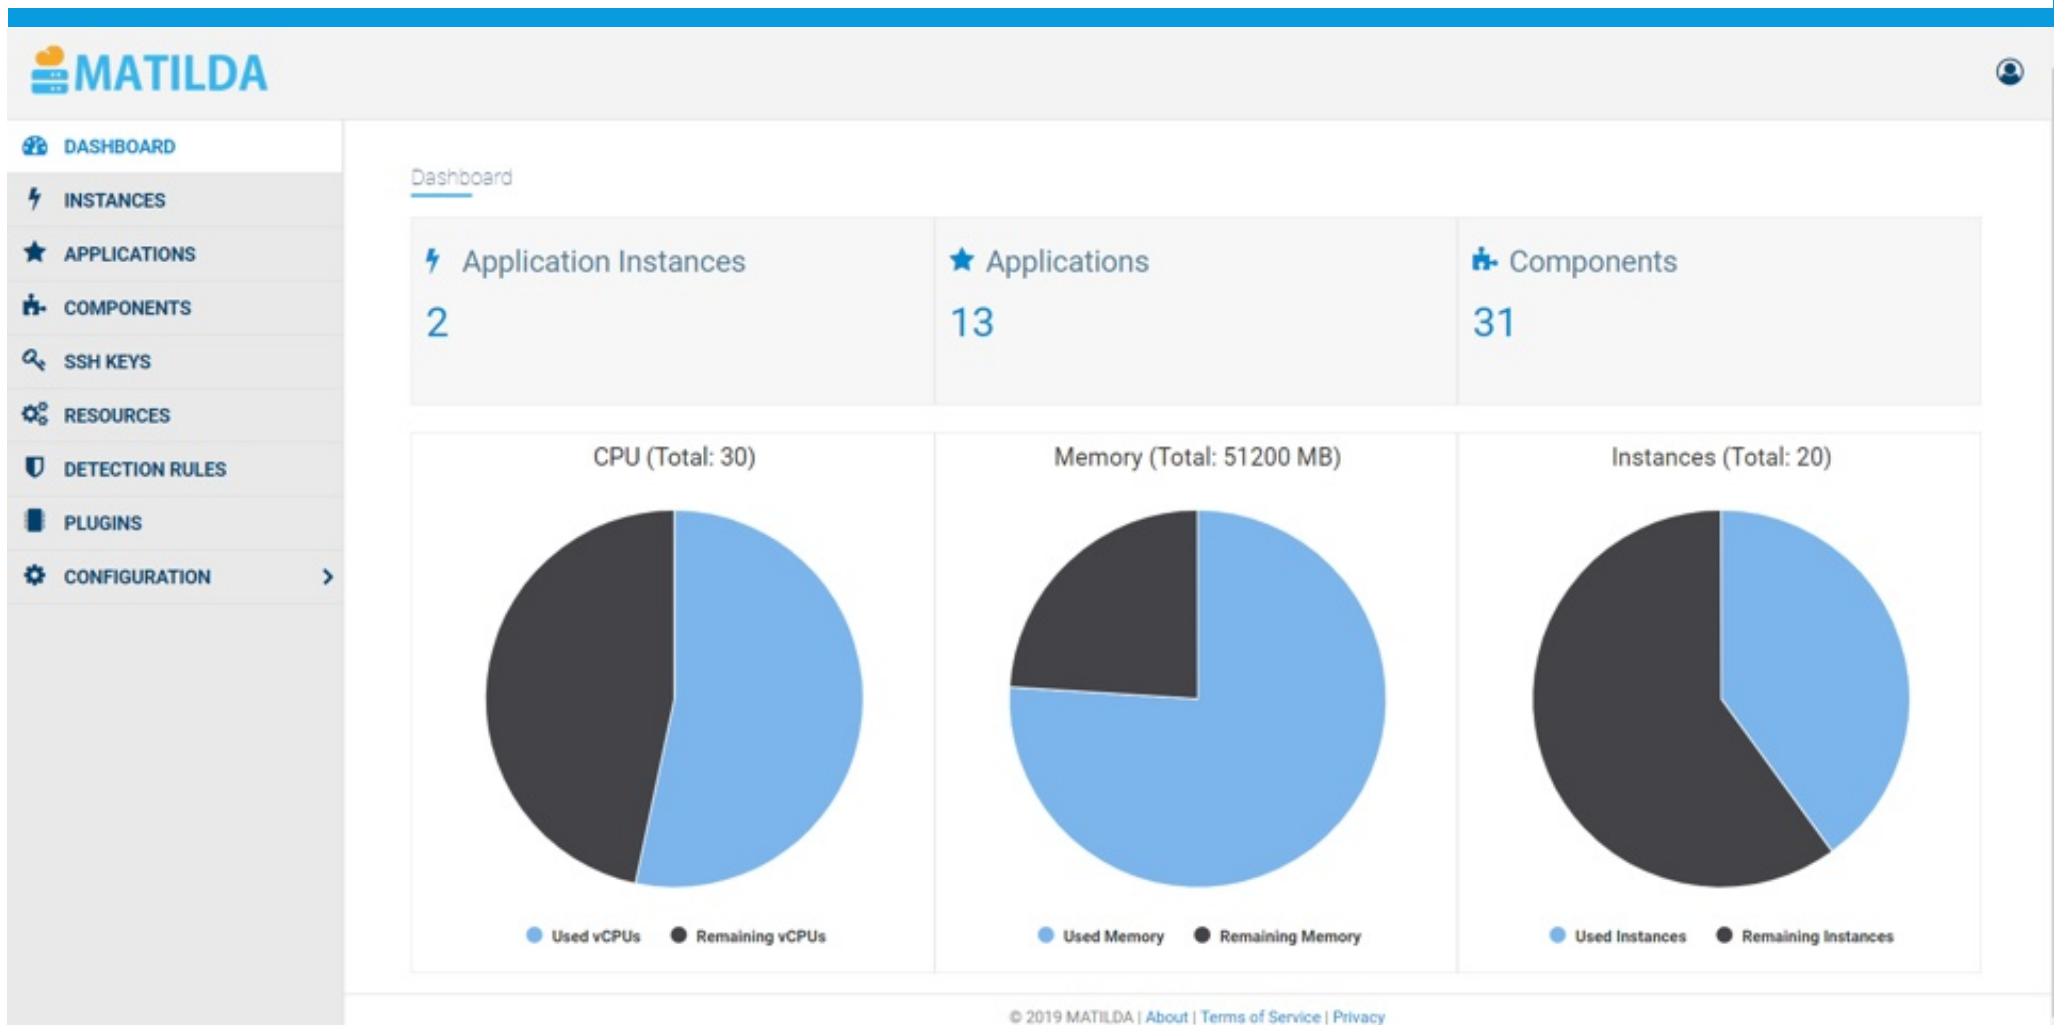 MATILDA
DASHBOARD
INSTANCES
APPLICATIONS
COMPONENTS
SSH KEYS
RESOURCES
DETECTION RULES
PLUGINS
CONFIGURATION
Dashboard
Application Instances
2
Applications
13
Components
31
CPU (Total: 30)
Used vCPUs Remaining vCPUs
Memory (Total: 51200 MB)
Used Memory Remaining Memory
Instances (Total: 20)
Used Instances Remaining Instances
© 2019 MATILDA | About | Terms of Service | Privacy